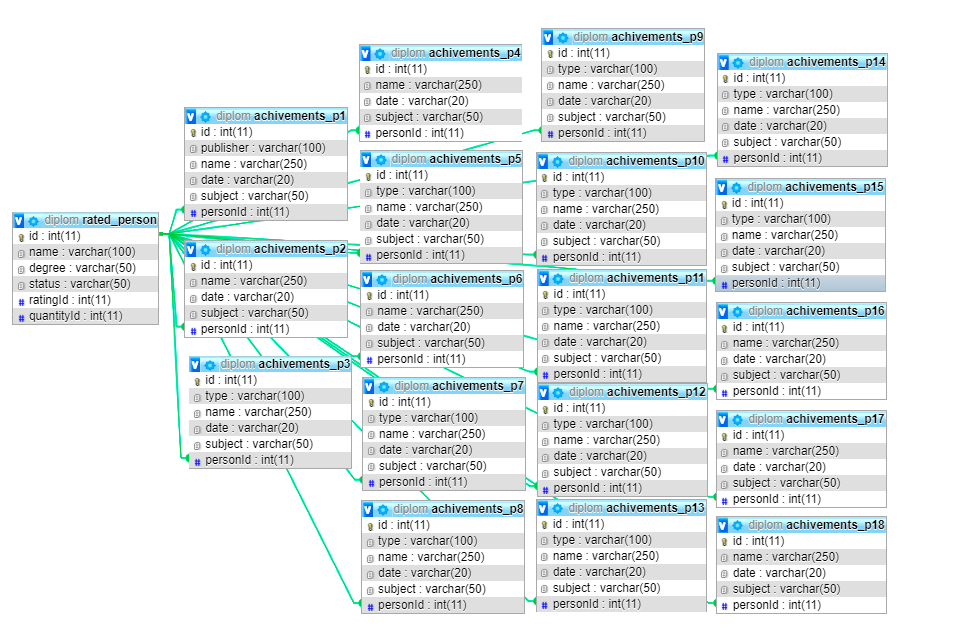 diplom rated_person
id : int(11)
name : varchar(100)
degree : varchar(50)
status : varchar(50)
ratingId : int(11)
quantityId : int(11)
diplom achivements_p1
id : int(11)
publisher : varchar(100)
name : varchar(250)
date : varchar(20)
subject : varchar(50)
personId : int(11)
diplom achivements_p2
id : int(11)
name : varchar(250)
date : varchar(20)
subject : varchar(50)
personId : int(11)
diplom achivements_p3
id : int(11)
type : varchar(100)
name : varchar(250)
date : varchar(20)
subject : varchar(50)
personId : int(11)
diplom achivements_p4
id : int(11)
name : varchar(250)
date : varchar(20)
subject : varchar(50)
personId : int(11)
diplom achivements_p5
id : int(11)
type : varchar(100)
name : varchar(250)
date : varchar(20)
subject : varchar(50)
personId : int(11)
diplom achivements_p6
id : int(11)
name : varchar(250)
date : varchar(20)
subject : varchar(50)
personId : int(11)
diplom achivements_p7
id : int(11)
type : varchar(100)
name : varchar(250)
date : varchar(20)
subject : varchar(50)
personId : int(11)
diplom achivements_p8
id : int(11)
type : varchar(100)
name : varchar(250)
date : varchar(20)
subject : varchar(50)
personId : int(11)
diplom achivements_p9
id : int(11)
type : varchar(100)
name : varchar(250)
date : varchar(20)
subject : varchar(50)
personId : int(11)
diplom achivements_p10
id : int(11)
type : varchar(100)
name : varchar(250)
date : varchar(20)
subject : varchar(50)
personId : int(11)
diplom achivements_p11
id : int(11)
type : varchar(100)
name : varchar(250)
date : varchar(20)
subject : varchar(50)
personId : int(11)
diplom achivements_p12
id : int(11)
type : varchar(100)
name : varchar(250)
date : varchar(20)
subject : varchar(50)
personId : int(11)
diplom achivements_p13
id : int(11)
type : varchar(100)
name : varchar(250)
date : varchar(20)
subject : varchar(50)
personId : int(11)
diplom achivements_p14
id : int(11)
type : varchar(100)
name : varchar(250)
date : varchar(20)
subject : varchar(50)
personId : int(11)
diplom achivements_p15
id : int(11)
type : varchar(100)
name : varchar(250)
date : varchar(20)
subject : varchar(50)
personId : int(11)
diplom achivements_p16
id : int(11)
name : varchar(250)
date : varchar(20)
subject : varchar(50)
personId : int(11)
diplom achivements_p17
id : int(11)
name : varchar(250)
date : varchar(20)
subject : varchar(50)
personId : int(11)
diplom achivements_p18
id : int(11)
name : varchar(250)
date : varchar(20)
subject : varchar(50)
personId : int(11)